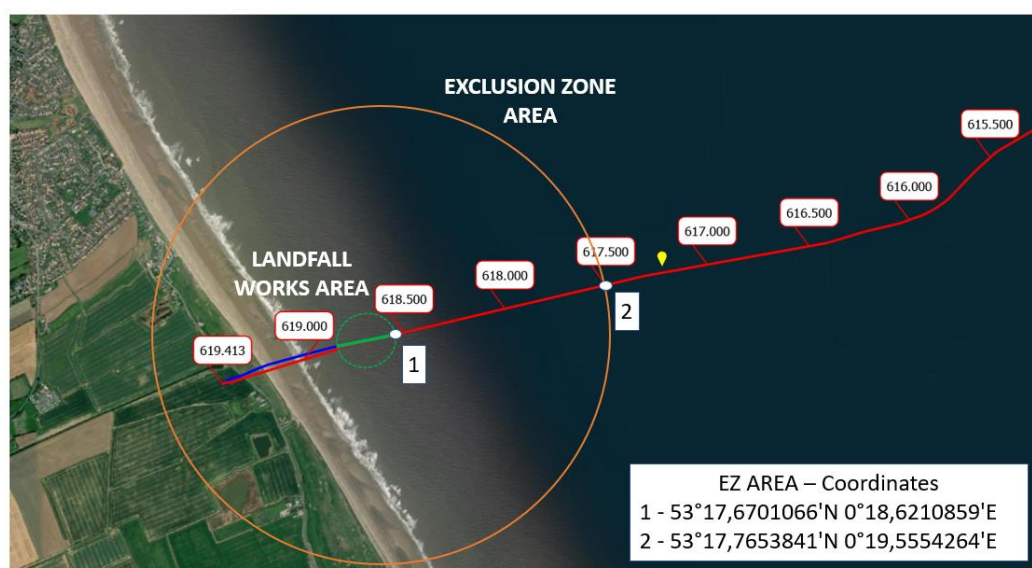 EXCLUSION ZONE
AREA
615.500
616.000
616.500
617.000
617.500
618.000
LANDFALL
WORKS AREA
618.500
619.000
619.413
1
2
EZ AREA – Coordinates
1 - 53°17,6701066'N 0°18,6210859'E
2 - 53°17,7653841'N 0°19,5554264'E